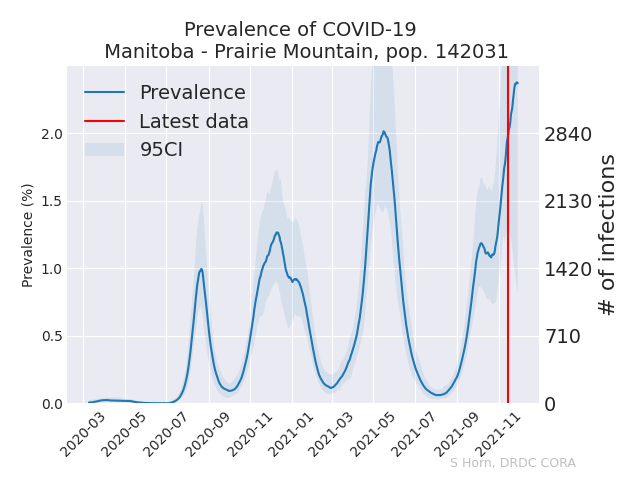 Prevalence of COVID-19
Manitoba - Prairie Mountain, pop. 142031
Prevalence
Latest data
95CI
Prevalence (%)
2.0
1.5
1.0
0.5
0.0
2840
2130
1420
710
0
# of infections
2020-03
2020-05
2020-07
2020-09
2020-11
2021-01
2021-03
2021-05
2021-07
2021-09
2021-11
S Horn, DRDC CORA